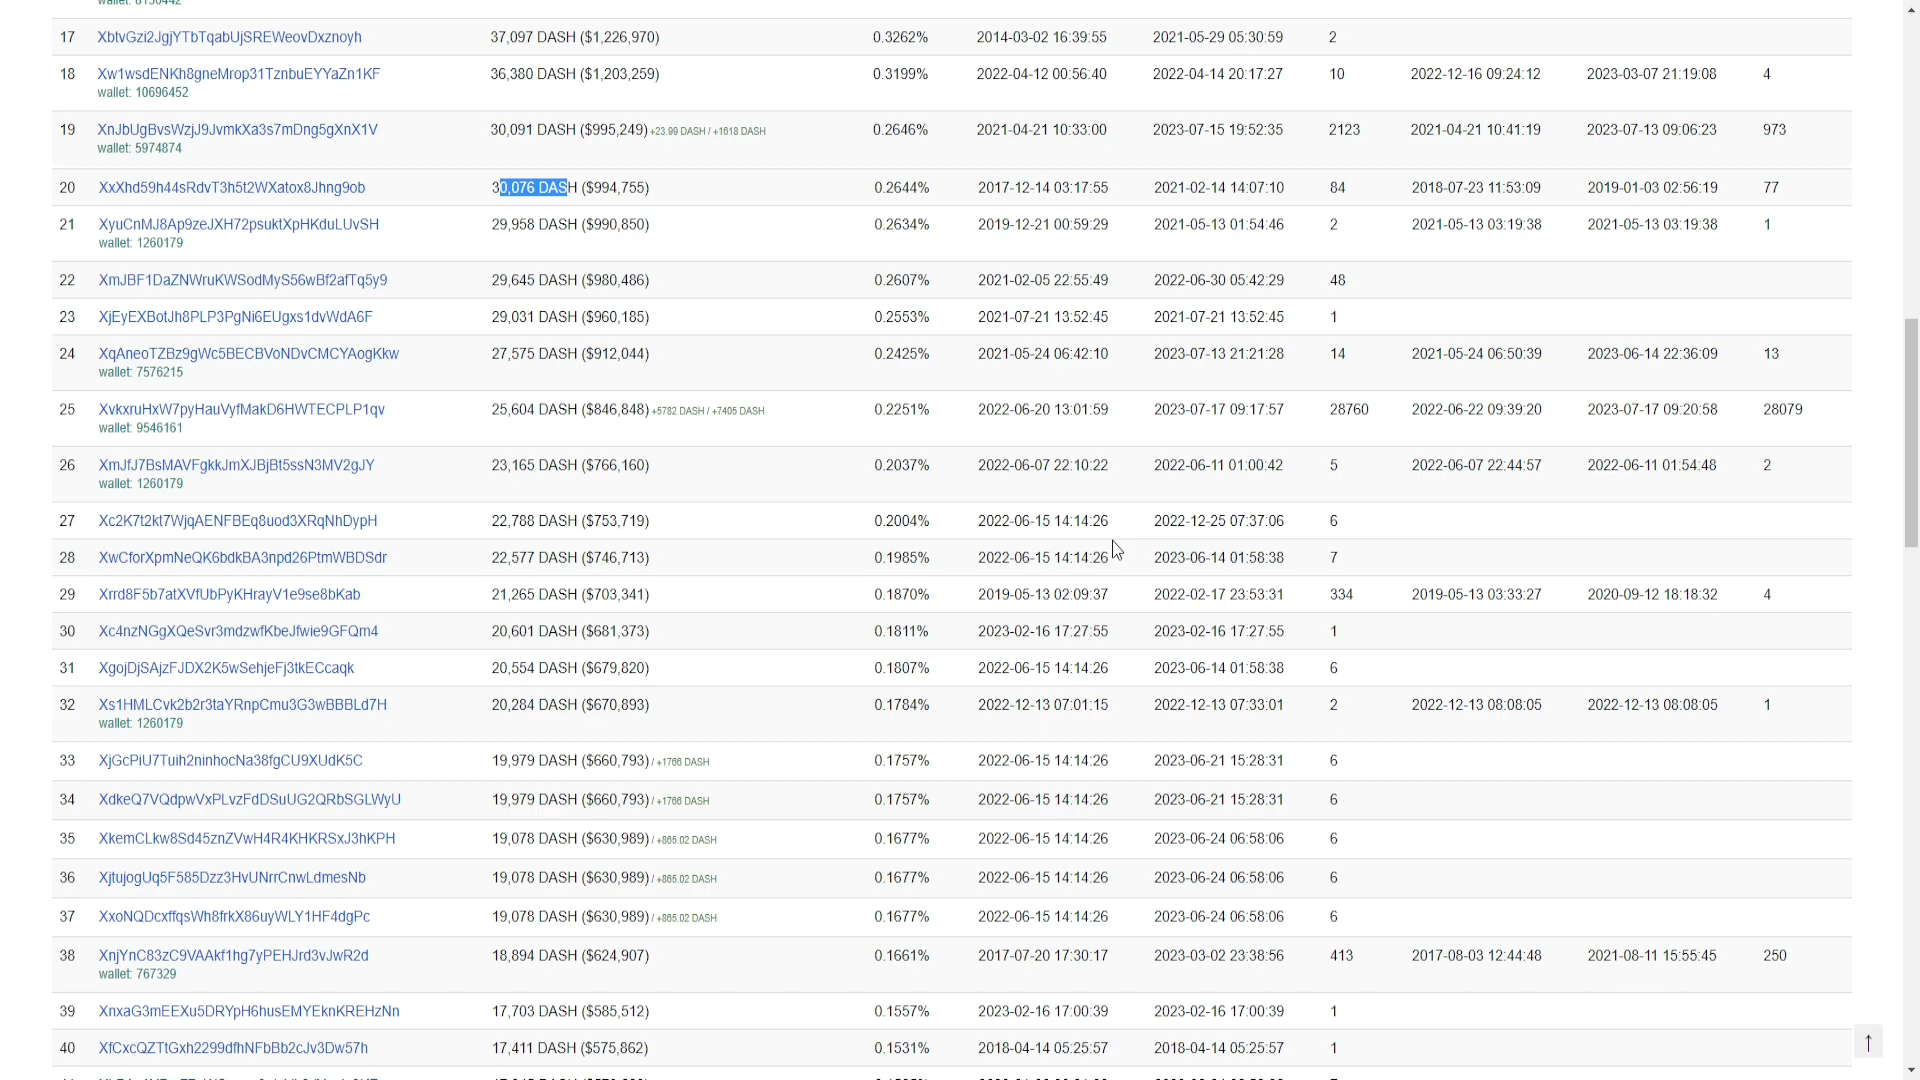 wallet: 8150442
17 XbtvGzi2JgjYTbTqabUjSREWeovDxznoyh 37,097 DASH ($1,226,970) 0.3262% 2014-03-02 16:39:55 2021-05-29 05:30:59 2
18 Xw1wsdENKh8gneMrop31TznbuEYYaZn1KF 36,380 DASH ($1,203,259) 0.3199% 2022-04-12 00:56:40 2022-04-14 20:17:27 10 2022-12-16 09:24:12 2023-03-07 21:19:08 4
wallet: 10696452
19 XnJbUgBvsWzjJ9JvmkXa3s7mDng5gXnX1V 30,091 DASH ($995,249) +23.99 DASH / +1618 DASH 0.2646% 2021-04-21 10:33:00 2023-07-15 19:52:35 2123 2021-04-21 10:41:19 2023-07-13 09:06:23 973
wallet: 5974874
20 XxXhd59h44sRdvT3h5t2WXatox8Jhng9ob 30,076 DASH ($994,755) 0.2644% 2017-12-14 03:17:55 2021-02-14 14:07:10 84 2018-07-23 11:53:09 2019-01-03 02:56:19 77
21 XyuCnMJ8Ap9zeJXH72psuktXpHKduLUvSH 29,958 DASH ($990,850) 0.2634% 2019-12-21 00:59:29 2021-05-13 01:54:46 2 2021-05-13 03:19:38 2021-05-13 03:19:38 1
wallet: 1260179
22 XmJBF1DaZNWruKWSodMyS56wBf2afTq5y9 29,645 DASH ($980,486) 0.2607% 2021-02-05 22:55:49 2022-06-30 05:42:29 48
23 XjEyEXBotJh8PLP3PgNi6EUgxs1dvWdA6F 29,031 DASH ($960,185) 0.2553% 2021-07-21 13:52:45 2021-07-21 13:52:45 1
24 XqAneoTZBz9gWc5BECBVoNDvCMCYAogKkw 27,575 DASH ($912,044) 0.2425% 2021-05-24 06:42:10 2023-07-13 21:21:28 14 2021-05-24 06:50:39 2023-06-14 22:36:09 13
wallet: 7576215
25 XvkxruHxW7pyHauVyfMakD6HWTECPLP1qv 25,604 DASH ($846,848) +5782 DASH / +7405 DASH 0.2251% 2022-06-20 13:01:59 2023-07-17 09:17:57 28760 2022-06-22 09:39:20 2023-07-17 09:20:58 28079
wallet: 9546161
26 XmJfJ7BsMAVFgkkJmXJBjBt5ssN3MV2gJY 23,165 DASH ($766,160) 0.2037% 2022-06-07 22:10:22 2022-06-11 01:00:42 5 2022-06-07 22:44:57 2022-06-11 01:54:48 2
wallet: 1260179
27 Xc2K7t2kt7WjqAENFBEq8uod3XRqNhDypH 22,788 DASH ($753,719) 0.2004% 2022-06-15 14:14:26 2022-12-25 07:37:06 6
28 XwCforXpmNeQK6bdkBA3npd26PtmWBDSdr 22,577 DASH ($746,713) 0.1985% 2022-06-15 14:14:26 2023-06-14 01:58:38 7
29 Xrrd8F5b7atXVfUbPyKHrayV1e9se8bKab 21,265 DASH ($703,341) 0.1870% 2019-05-13 02:09:37 2022-02-17 23:53:31 334 2019-05-13 03:33:27 2020-09-12 18:18:32 4
30 Xc4nzNGgXQeSvr3mdzwfKbeJfwie9GFQm4 20,601 DASH ($681,373) 0.1811% 2023-02-16 17:27:55 2023-02-16 17:27:55 1
31 XgojDjSAjzFJDX2K5wSehjeFj3tkECcaqk 20,554 DASH ($679,820) 0.1807% 2022-06-15 14:14:26 2023-06-14 01:58:38 6
32 Xs1HMLCvk2b2r3taYRnpCmu3G3wBBBLd7H 20,284 DASH ($670,893) 0.1784% 2022-12-13 07:01:15 2022-12-13 07:33:01 2 2022-12-13 08:08:05 2022-12-13 08:08:05 1
wallet: 1260179
33 XjGcPiU7Tuih2ninhocNa38fgCU9XUdK5C 19,979 DASH ($660,793) / +1766 DASH 0.1757% 2022-06-15 14:14:26 2023-06-21 15:28:31 6
34 XdkeQ7VQdpwVxPLvzFdDSuUG2QRbSGLWyU 19,979 DASH ($660,793) / +1766 DASH 0.1757% 2022-06-15 14:14:26 2023-06-21 15:28:31 6
35 XkemCLkw8Sd45znZVwH4R4KHKRSxJ3hKPH 19,078 DASH ($630,989) / +865.02 DASH 0.1677% 2022-06-15 14:14:26 2023-06-24 06:58:06 6
36 XjtujogUq5F585Dzz3HvUNrrCnwLdmesNb 19,078 DASH ($630,989) / +865.02 DASH 0.1677% 2022-06-15 14:14:26 2023-06-24 06:58:06 6
37 XxoNQDcxffqsWh8frkX86uyWLY1HF4dgPc 19,078 DASH ($630,989) / +865.02 DASH 0.1677% 2022-06-15 14:14:26 2023-06-24 06:58:06 6
38 XnjYnC83zC9VAAkf1hg7yPEHJrd3vJwR2d 18,894 DASH ($624,907) 0.1661% 2017-07-20 17:30:17 2023-03-02 23:38:56 413 2017-08-03 12:44:48 2021-08-11 15:55:45 250
wallet: 767329
39 XnxaG3mEEXu5DRYpH6husEMYEknKREHzNn 17,703 DASH ($585,512) 0.1557% 2023-02-16 17:00:39 2023-02-16 17:00:39 1
40 XfCxcQZTtGxh2299dfhNFbBb2cJv3Dw57h 17,411 DASH ($575,862) 0.1531% 2018-04-14 05:25:57 2018-04-14 05:25:57 1